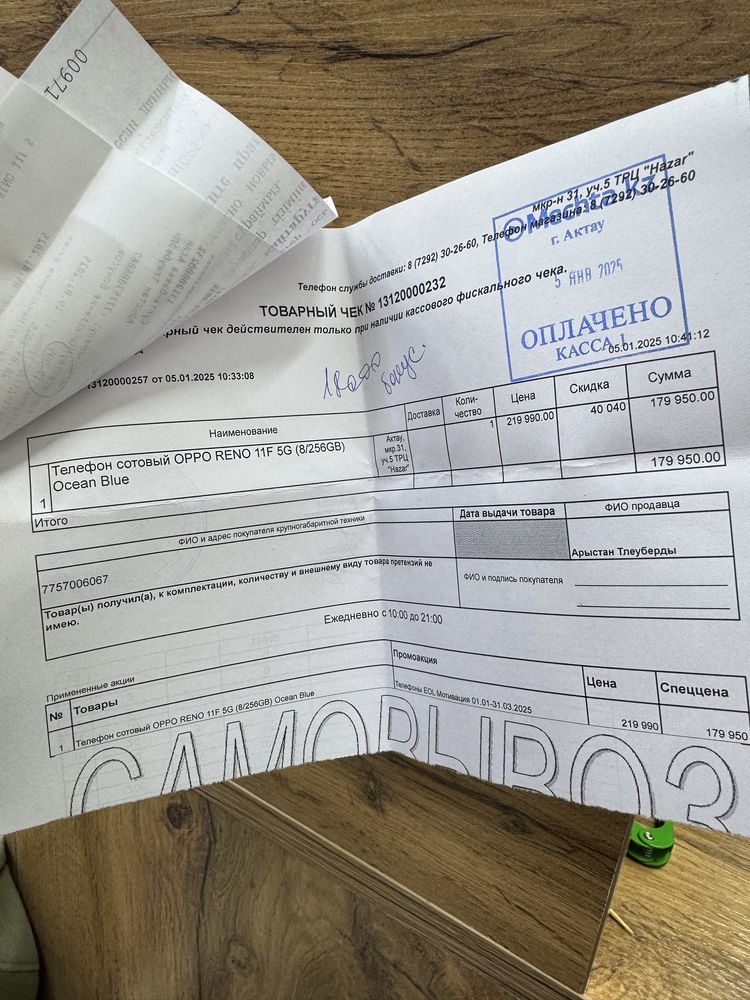 00971
мкр-н 31, уч.5 ТРЦ "Hazar"
Телефон службы доставки: 8 (7292) 30-26-60, Телефон магазина: 8 (7292) 30-26-60
Mechta.Kz
г. Актау
5 ЯНВ 2025
ОПЛАЧЕНО
КАССА 1
ТОВАРНЫЙ ЧЕК № 13120000232
чек действителен только при наличии кассового фискального чека.
05.01.2025 10:41:12
13120000257 от 05.01.2025 10:33:08
бонус.
Наименование Доставка Коли-чество Цена Скидка Сумма
1 Телефон сотовый OPPO RENO 11F 5G (8/256GB) Ocean Blue Актау, мкр.31, уч.5 ТРЦ "Hazar" 1 219 990.00 40 040 179 950.00
Итого 179 950.00
ФИО и адрес покупателя крупногабаритной техники Дата выдачи товара ФИО продавца
7757006067 Арыстан Тлеуберды
Товар(ы) получил(а), к комплектации, количеству и внешнему виду товара претензий не
имею.
ФИО и подпись покупателя
Ежедневно с 10:00 до 21:00
Примененные акции
№ Товары Промоакция Цена Спеццена
1 Телефон сотовый OPPO RENO 11F 5G (8/256GB) Ocean Blue Телефоны EOL Мотивация 01.01-31.03.2025 219 990 179 950
САМОВЫВОЗ